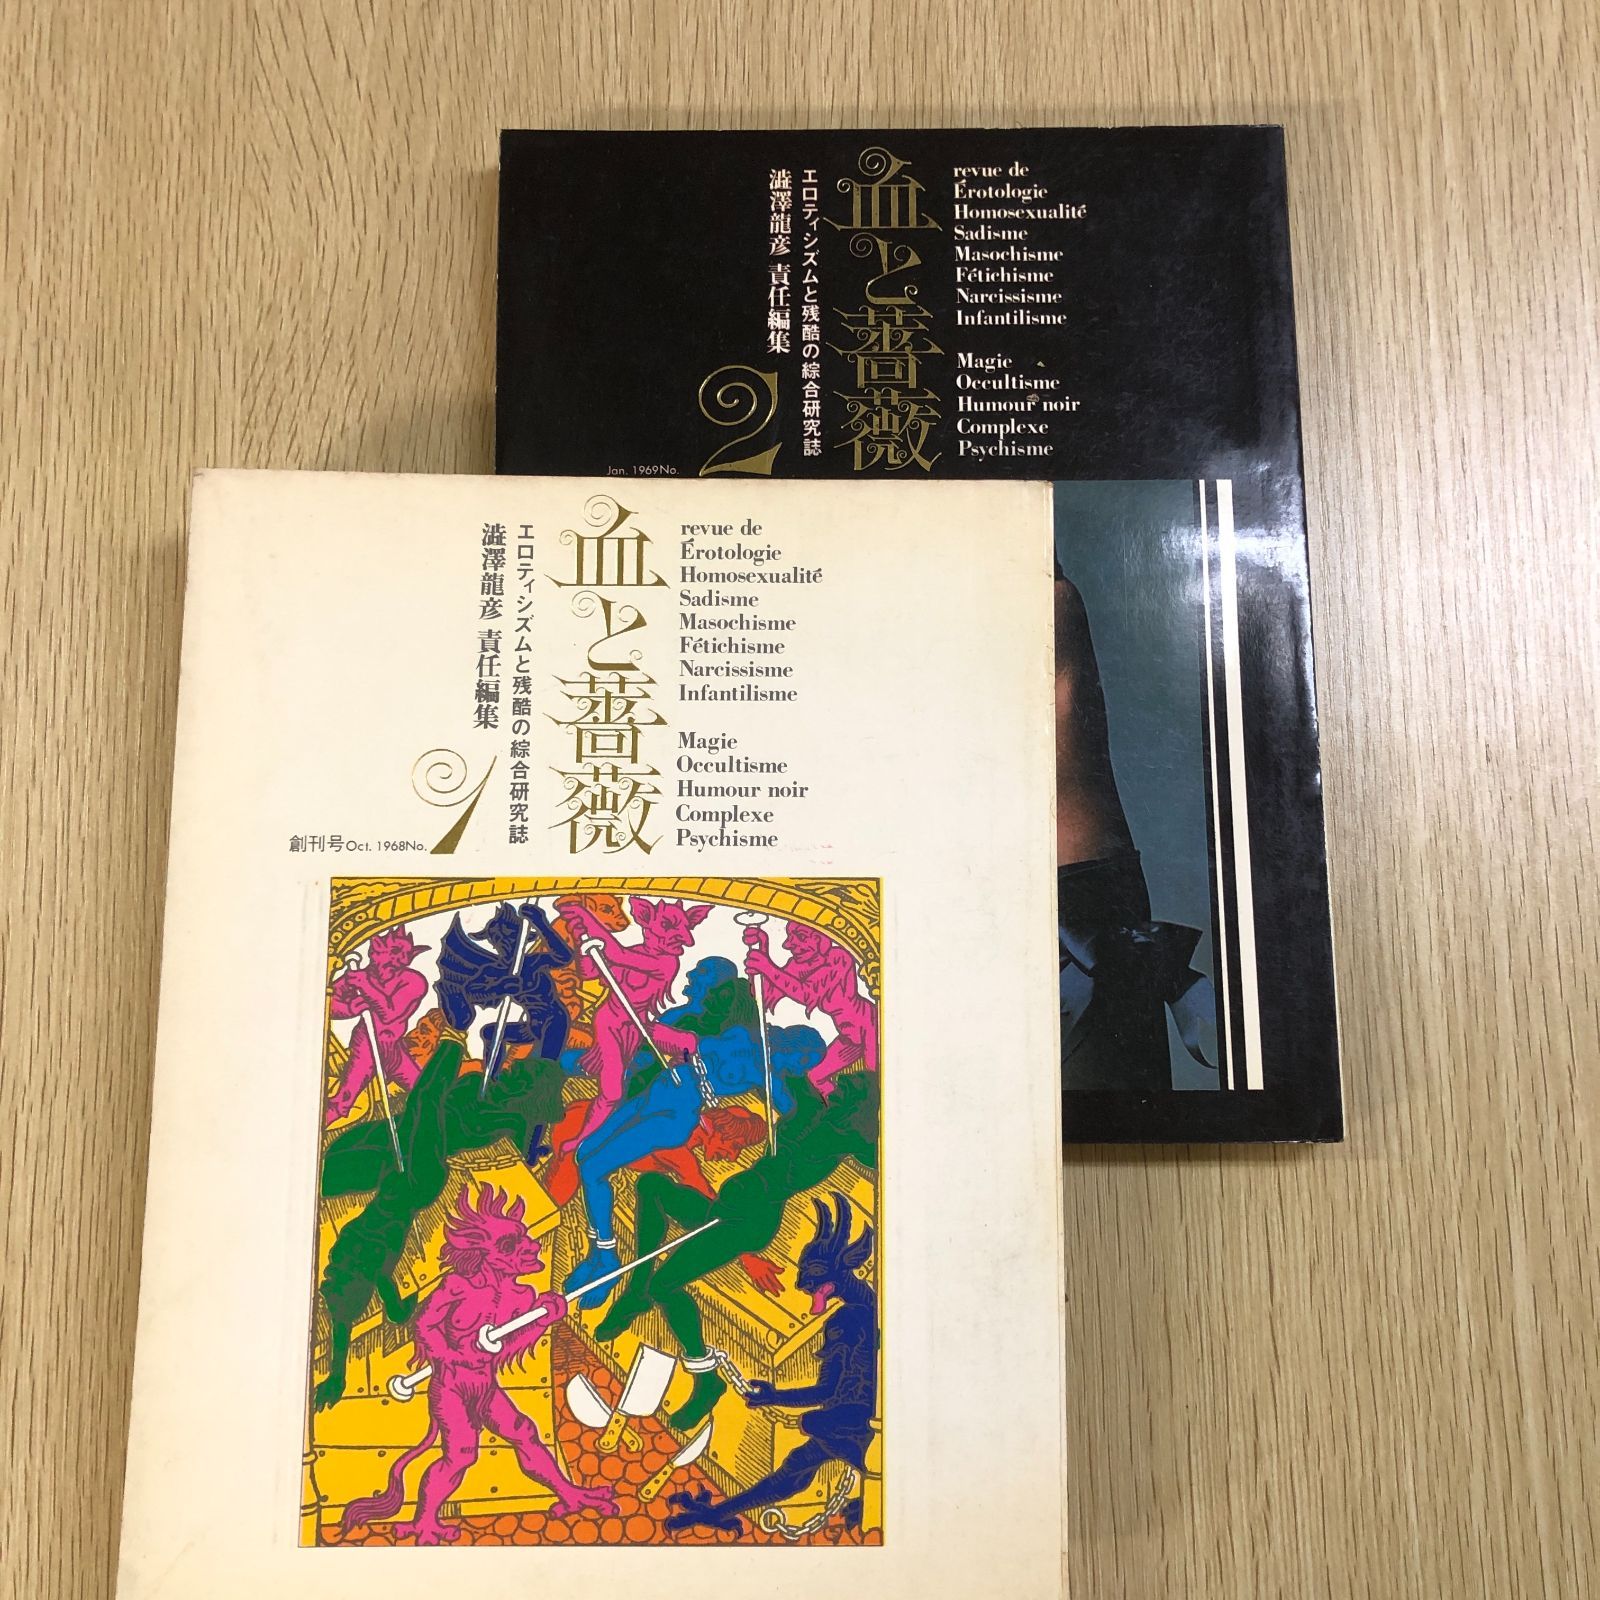 血と薔薇
エロティシズムと残酷の綜合研究誌
澁澤龍彦 責任編集
2
Jan. 1969No.
revue de
Érotologie
Homosexualité
Sadisme
Masochisme
Fétichisme
Narcissisme
Infantilisme
Magie
Occultisme
Humour noir
Complexe
Psychisme
血と薔薇
エロティシズムと残酷の綜合研究誌
澁澤龍彦 責任編集
1
創刊号Oct. 1968No.
revue de
Érotologie
Homosexualité
Sadisme
Masochisme
Fétichisme
Narcissisme
Infantilisme
Magie
Occultisme
Humour noir
Complexe
Psychisme